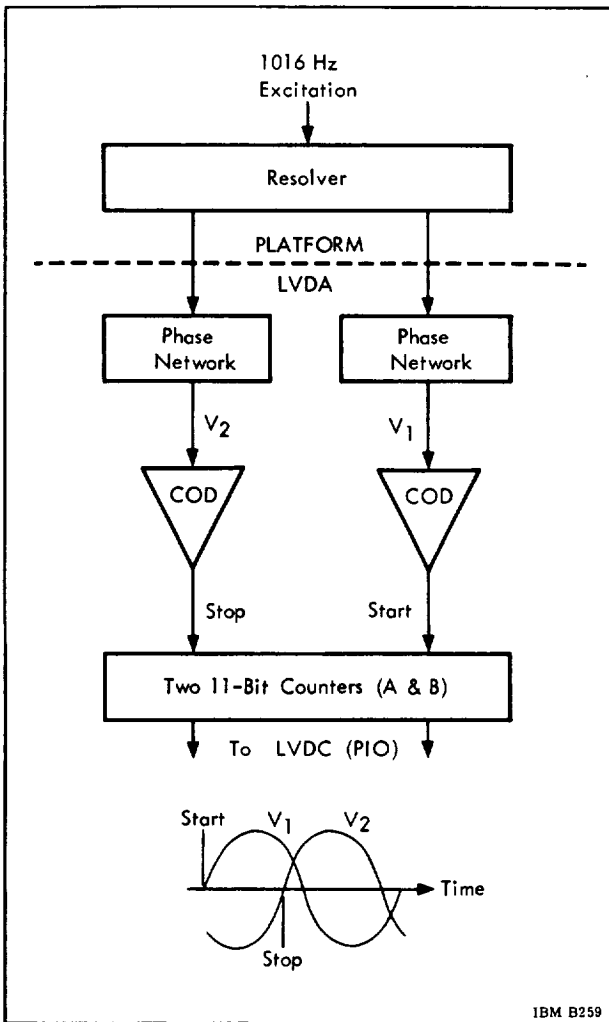 1016 Hz
Excitation
Resolver
PLATFORM
LVDA
Phase
Network
Phase
Network
V2
V1
COD
COD
Stop
Start
Two 11-Bit Counters (A & B)
To LVDC (PIO)
Start
V1
V2
Time
Stop
IBM B259